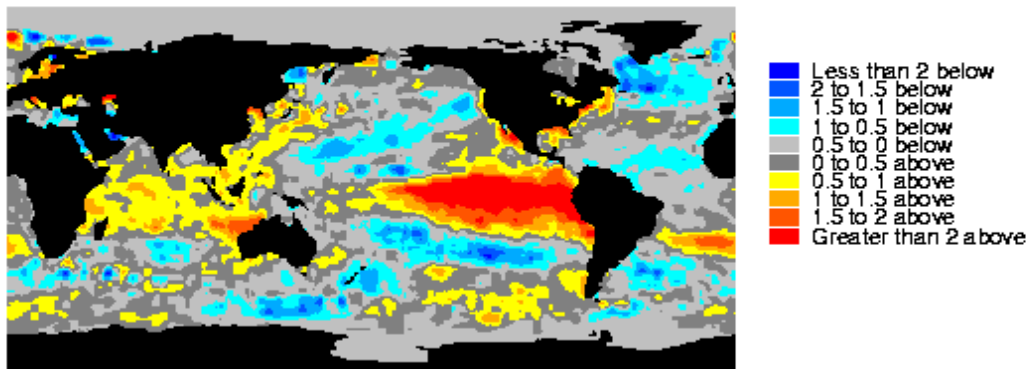 Less than 2 below
2 to 1.5 below
1.5 to 1 below
1 to 0.5 below
0.5 to 0 below
0 to 0.5 above
0.5 to 1 above
1 to 1.5 above
1.5 to 2 above
Greater than 2 above